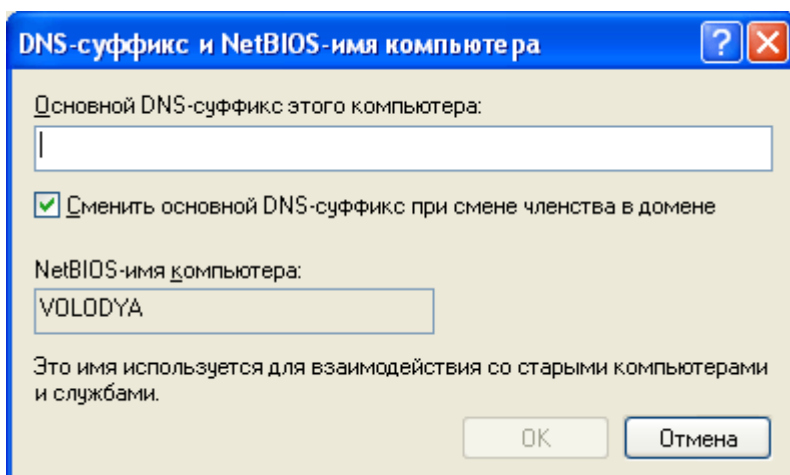 DNS-суффикс и NetBIOS-имя компьютера
Основной DNS-суффикс этого компьютера:
Сменить основной DNS-суффикс при смене членства в домене
NetBIOS-имя компьютера:
VOLODYA
Это имя используется для взаимодействия со старыми компьютерами
и службами.
OK Отмена